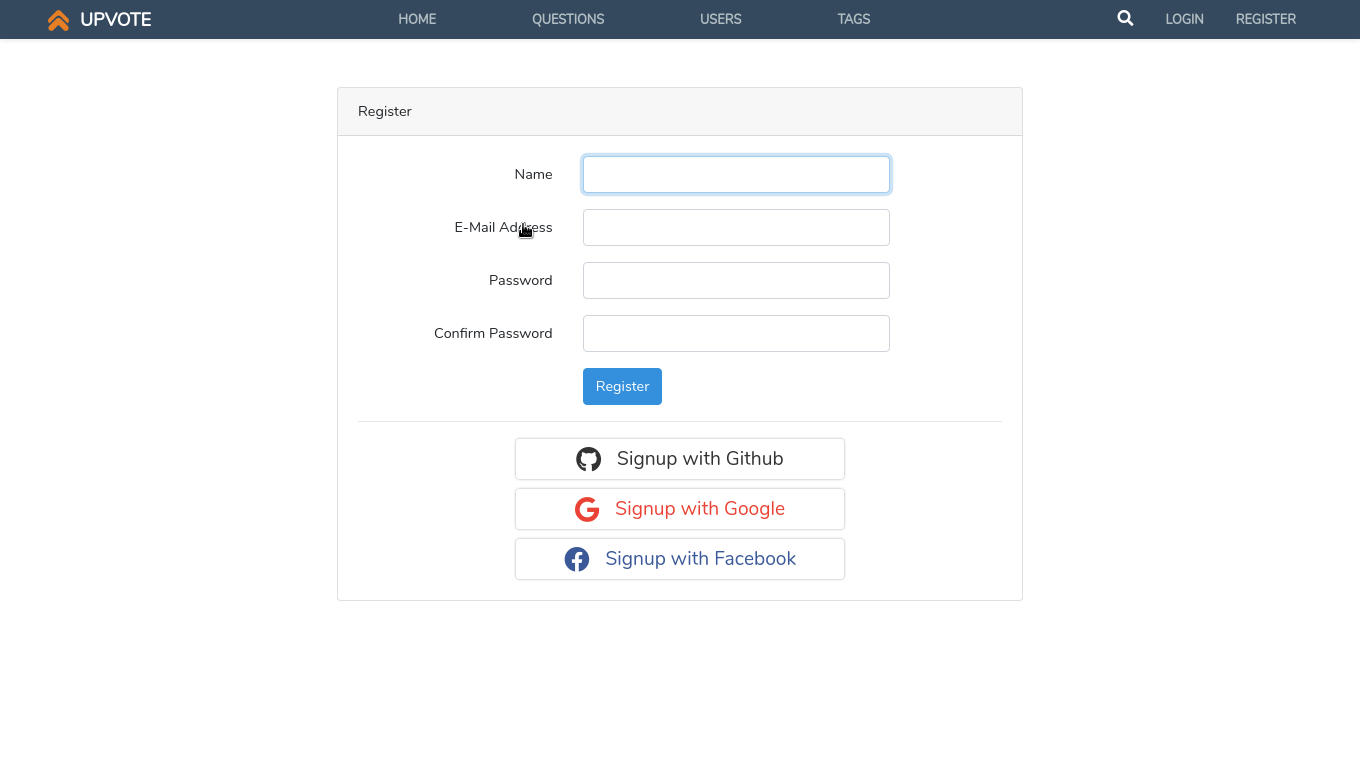 UPVOTE HOME QUESTIONS USERS TAGS LOGIN REGISTER
Register
Name
E-Mail Address
Password
Confirm Password
Register
Signup with Github
Signup with Google
Signup with Facebook